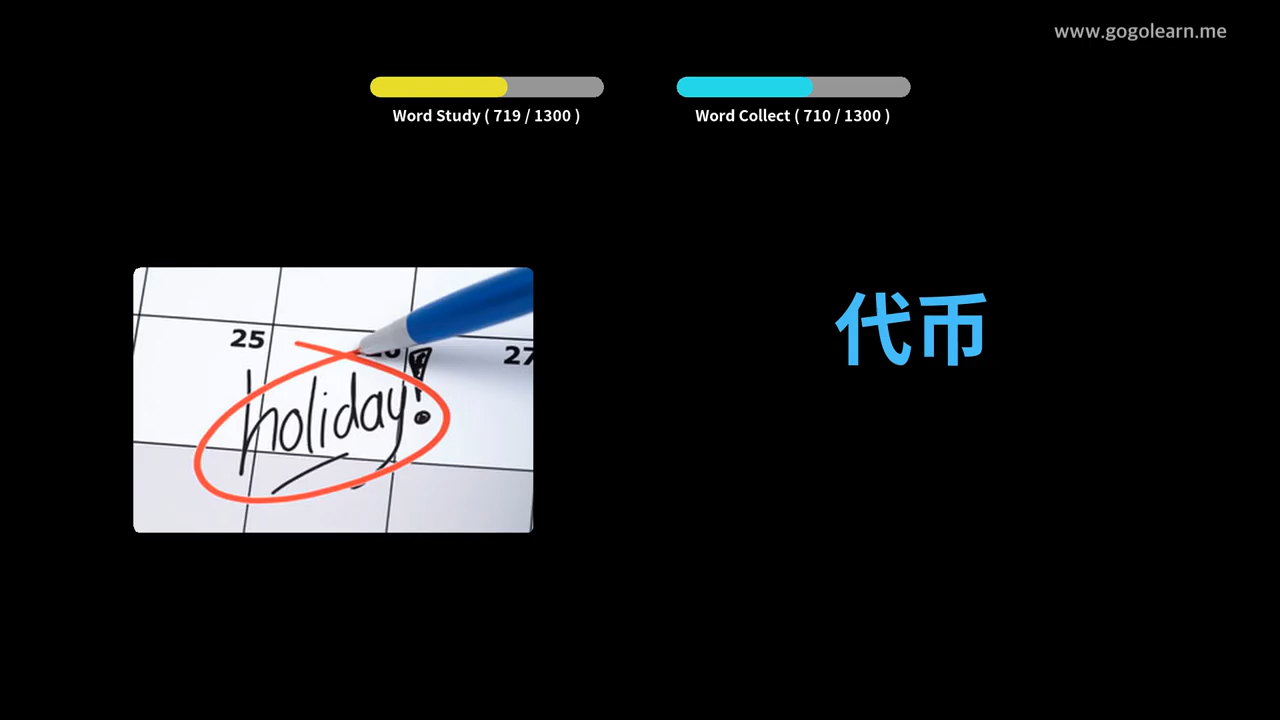 www.gogolearn.me
Word Study ( 719 / 1300 )
Word Collect ( 710 / 1300 )
代币
25
27
holiday!